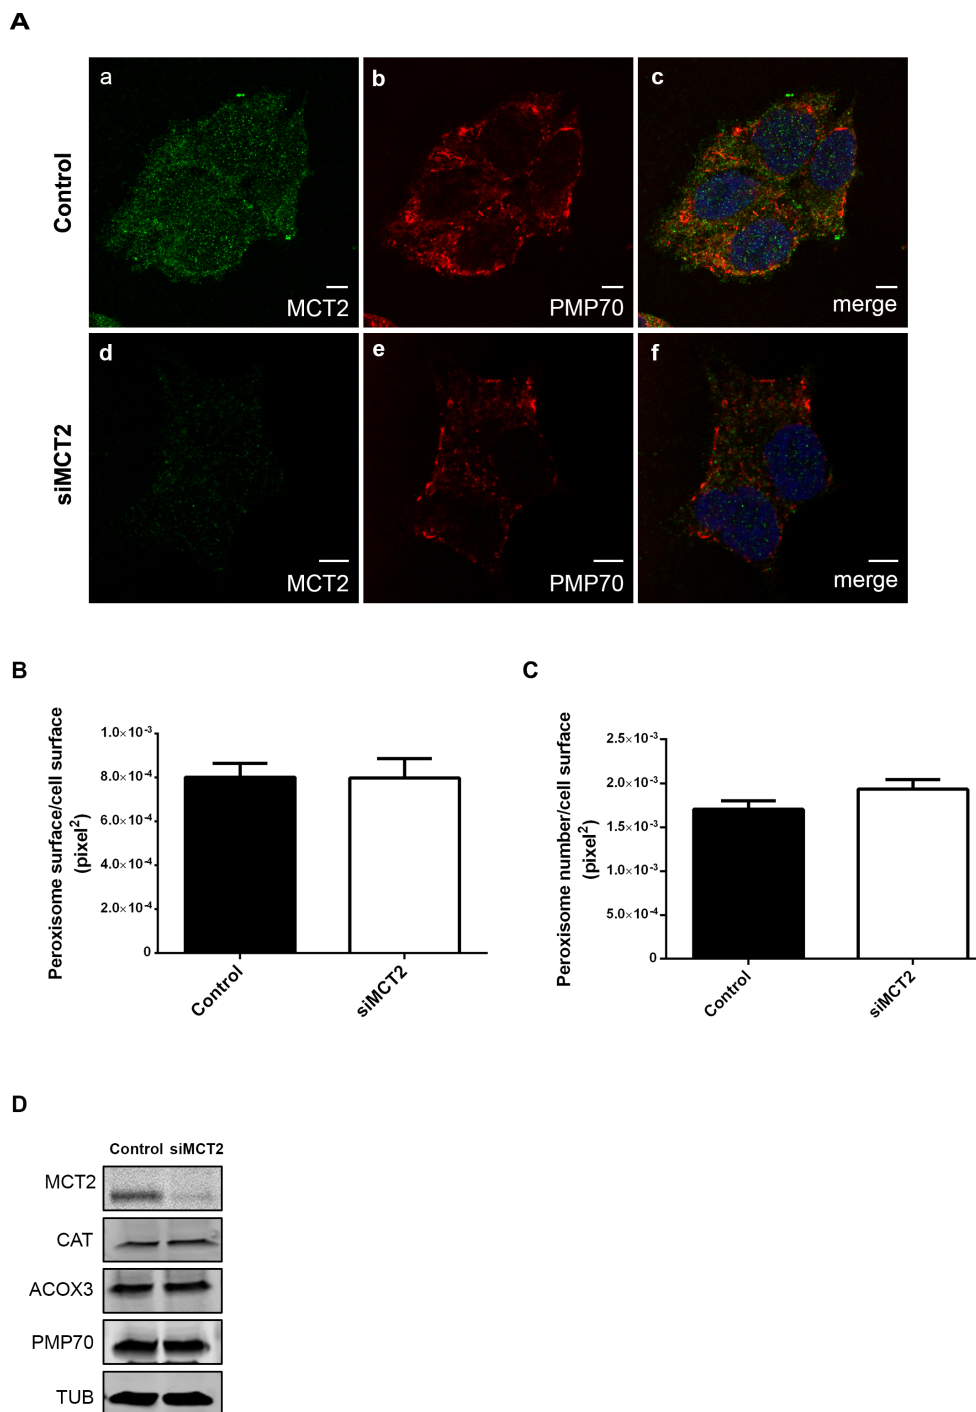 A
Control
a
b
c
MCT2
PMP70
merge
siMCT2
d
e
f
MCT2
PMP70
merge
B
Peroxisome surface/cell surface
(pixel²)
1.0×10⁻³
8.0×10⁻⁴
6.0×10⁻⁴
4.0×10⁻⁴
2.0×10⁻⁴
0
Control
siMCT2
C
Peroxisome number/cell surface
(pixel²)
2.5×10⁻³
2.0×10⁻³
1.5×10⁻³
1.0×10⁻³
5.0×10⁻⁴
0
Control
siMCT2
D
Control siMCT2
MCT2
CAT
ACOX3
PMP70
TUB